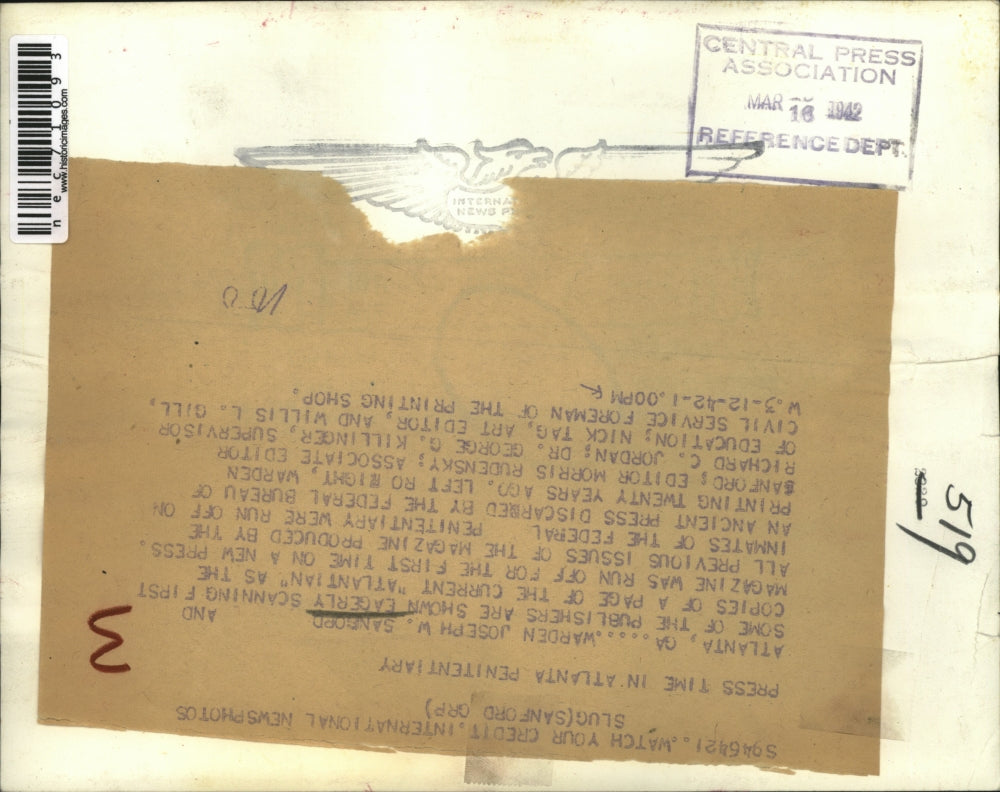 CENTRAL PRESS
ASSOCIATION
MAR 16 1942
REFERENCE DEPT.
nec71093
www.historicimages.com
INTERNA
NEWS P
S946421..WATCH YOUR CREDIT.INTERNATIONAL NEWSPHOTOS
SLUG(SANFORD GRP)
PRESS TIME IN ATLANTA PENITENTIARY
ATLANTA, GA.....WARDEN JOSEPH W. SANFORD AND
SOME OF THE PUBLISHERS ARE SHOWN EAGERLY SCANNING FIRST
COPIES OF A PAGE OF THE CURRENT "ATLANTIAN" AS THE
MAGAZINE WAS RUN OFF FOR THE FIRST TIME ON A NEW PRESS.
ALL PREVIOUS ISSUES OF THE MAGAZINE PRODUCED BY THE
INMATES OF THE FEDERAL PENITENTIARY WERE RUN OFF ON
AN ANCIENT PRESS DISCARDED BY THE FEDERAL BUREAU OF
PRINTING TWENTY YEARS AGO. LEFT RO RIGHT, WARDEN
SANFORD; EDITOR MORRIS RUDENSKY; ASSOCIATE EDITOR
RICHARD C. JORDAN; DR. GEORGE G. KILLINGER, SUPERVISOR
OF EDUCATION; NICK TAG, ART EDITOR, AND WILLIS L. GILL,
CIVIL SERVICE FOREMAN OF THE PRINTING SHOP.
W.3-12-42-1.00PM
3
519